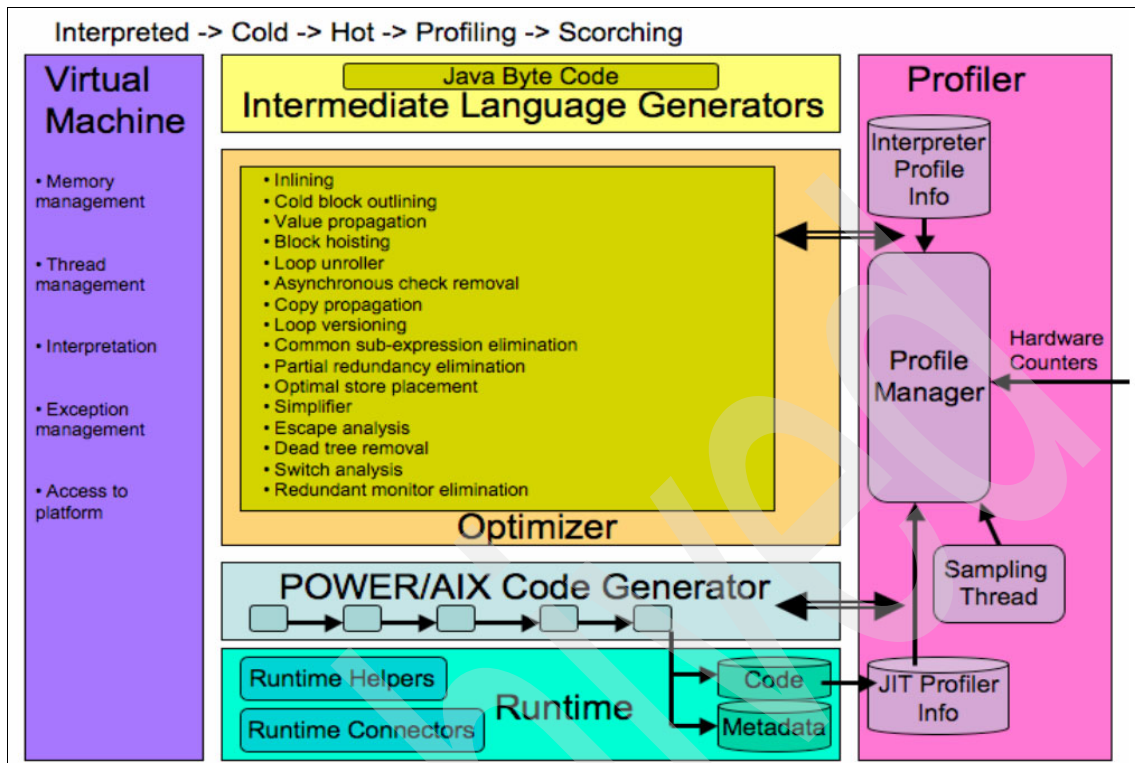 Interpreted -> Cold -> Hot -> Profiling -> Scorching
Virtual
Machine
• Memory
management
• Thread
management
• Interpretation
• Exception
management
• Access to
platform
Java Byte Code
Intermediate Language Generators
• Inlining
• Cold block outlining
• Value propagation
• Block hoisting
• Loop unroller
• Asynchronous check removal
• Copy propagation
• Loop versioning
• Common sub-expression elimination
• Partial redundancy elimination
• Optimal store placement
• Simplifier
• Escape analysis
• Dead tree removal
• Switch analysis
• Redundant monitor elimination
Optimizer
POWER/AIX Code Generator
Runtime Helpers
Runtime Connectors
Runtime
Code
Metadata
Profiler
Interpreter
Profile
Info
Profile
Manager
Hardware
Counters
Sampling
Thread
JIT Profiler
Info